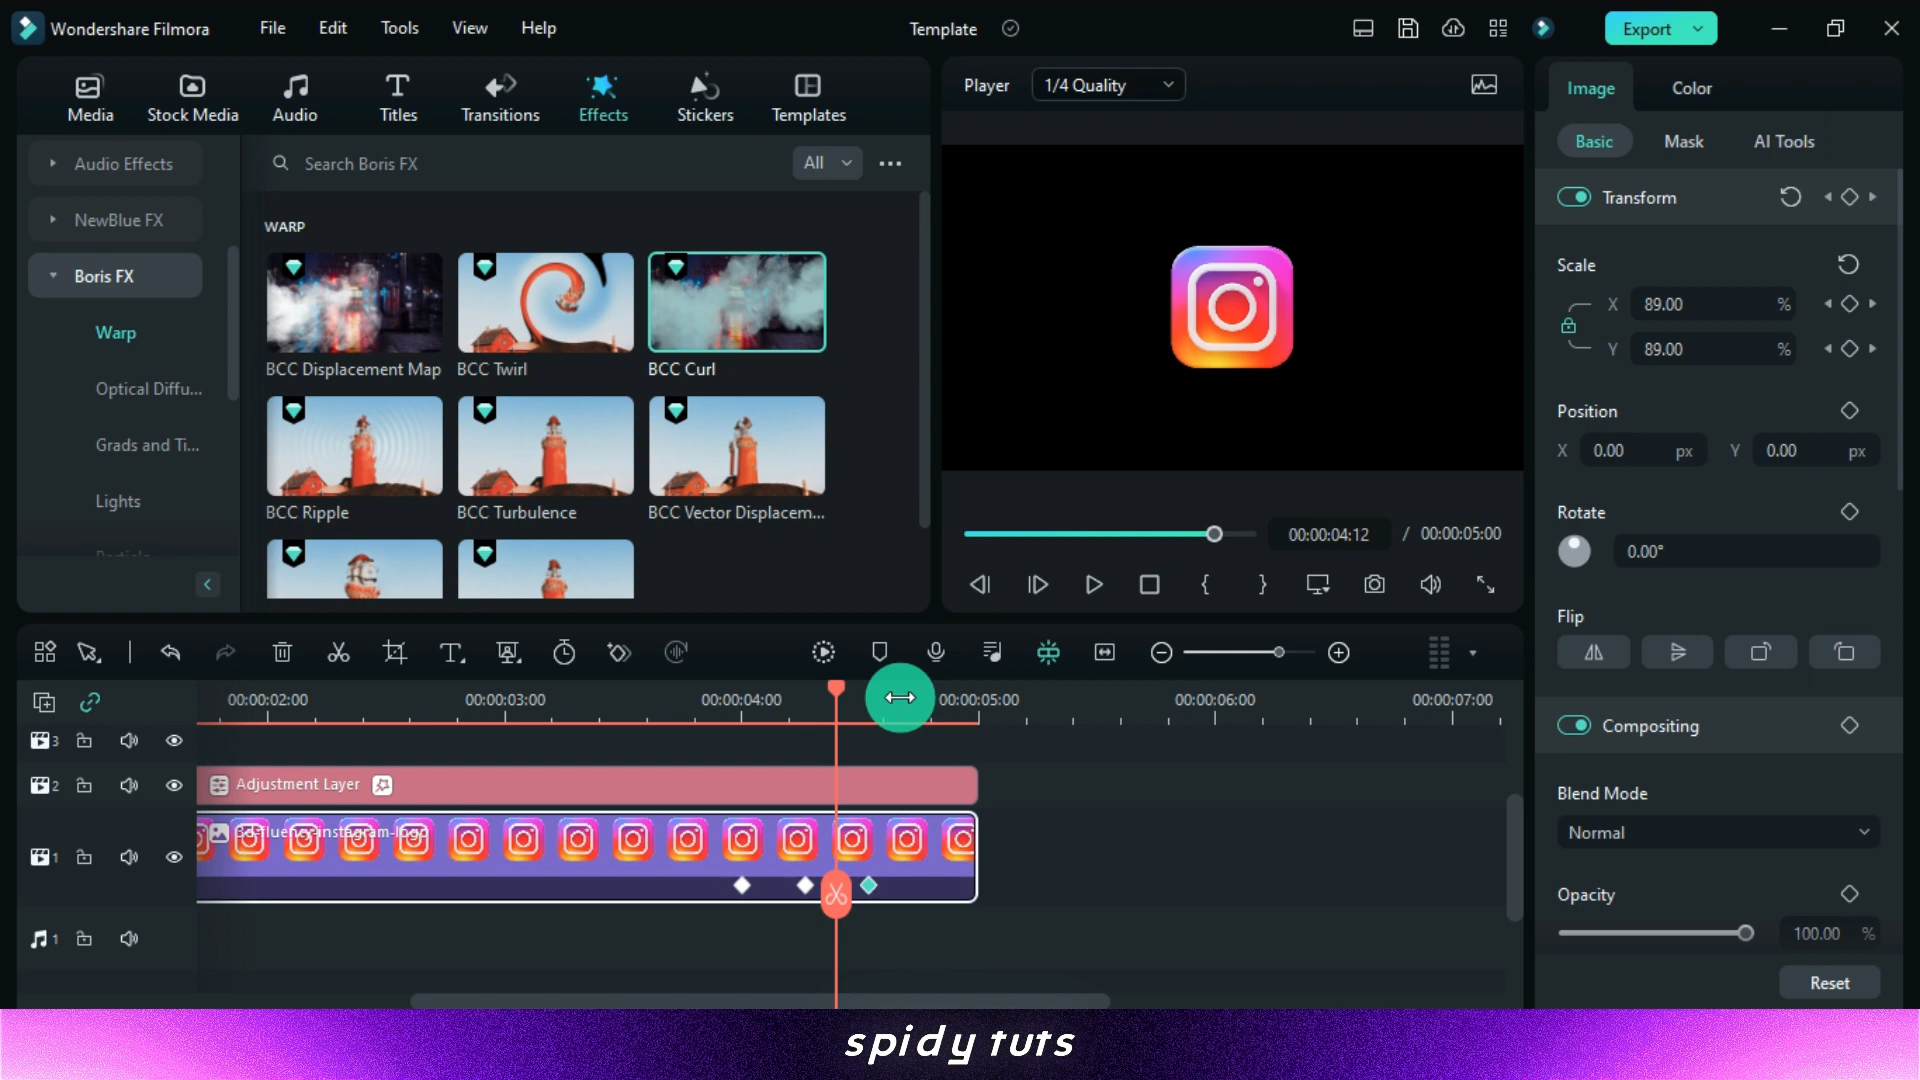 Wondershare Filmora
File
Edit
Tools
View
Help
Template
Export
Media
Stock Media
Audio
Titles
Transitions
Effects
Stickers
Templates
Player
1/4 Quality
Image
Color
Basic
Mask
AI Tools
Audio Effects
NewBlue FX
Boris FX
Warp
Optical Diffu...
Grads and Ti...
Lights
Search Boris FX
All
WARP
BCC Displacement Map
BCC Twirl
BCC Curl
BCC Ripple
BCC Turbulence
BCC Vector Displacem...
00:00:04:12 / 00:00:05:00
Transform
Scale
X 89.00 %
Y 89.00 %
Position
X 0.00 px Y 0.00 px
Rotate
0.00°
Flip
Compositing
Blend Mode
Normal
Opacity
100.00 %
Reset
00:00:02:00
00:00:03:00
00:00:04:00
00:00:05:00
00:00:06:00
00:00:07:00
3
2
Adjustment Layer
1
3d-fluency-instagram-logo
1
spidy tuts